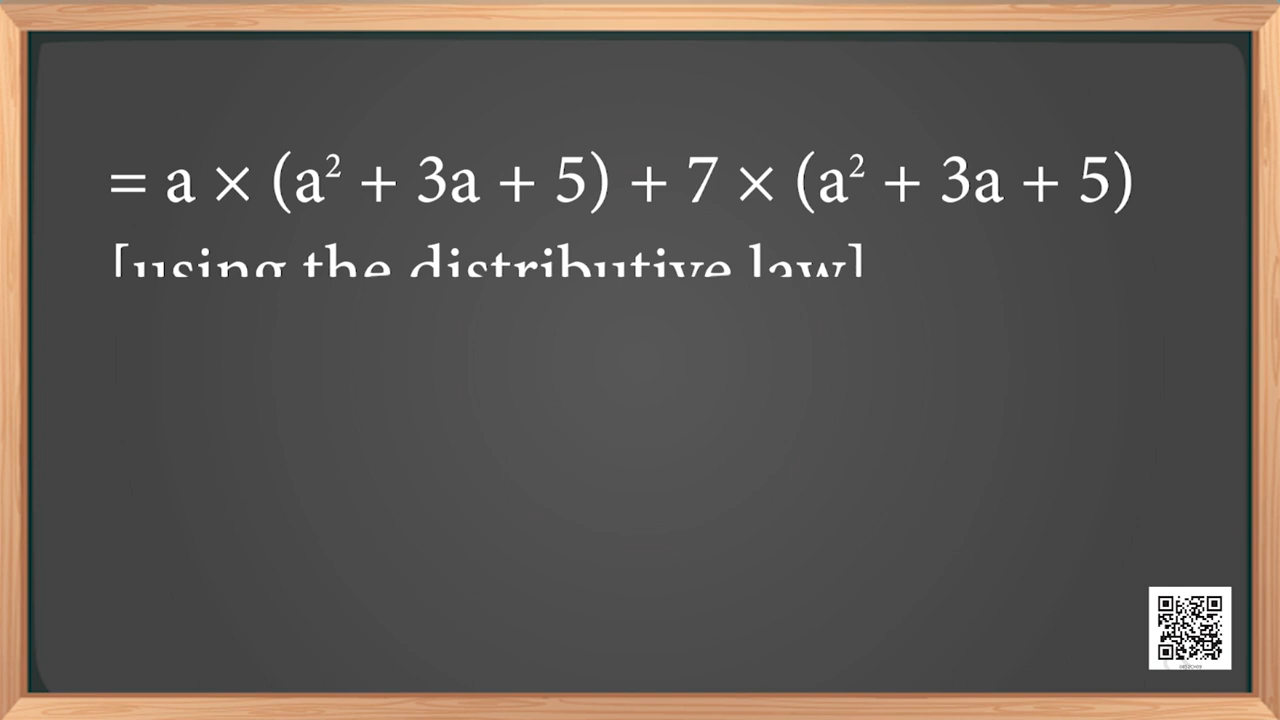 = a × (a² + 3a + 5) + 7 × (a² + 3a + 5)
[using the distributive law]